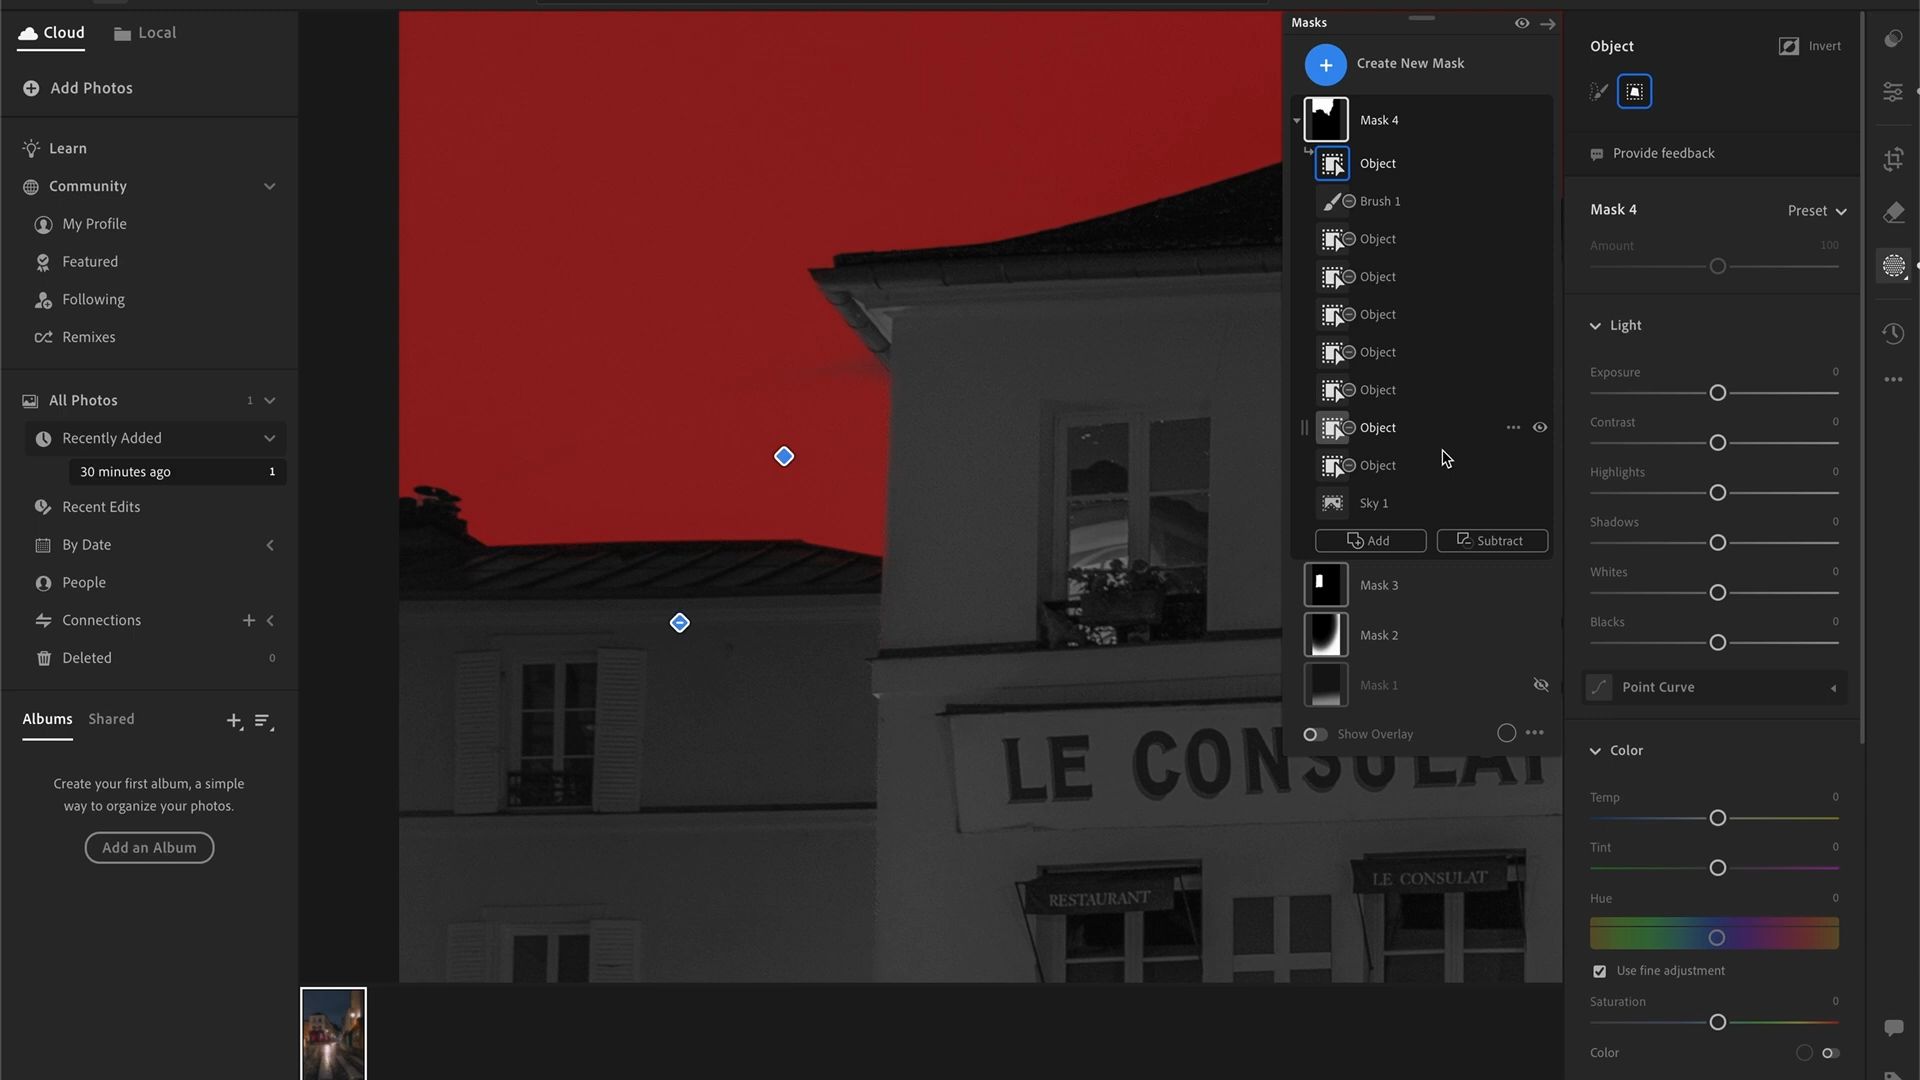 Cloud
Local
Add Photos
Learn
Community
My Profile
Featured
Following
Remixes
All Photos 1
Recently Added
30 minutes ago 1
Recent Edits
By Date
People
Connections
Deleted 0
Albums
Shared
Create your first album, a simple
way to organize your photos.
Add an Album
LE CONSULAT
RESTAURANT
LE CONSULAT
Masks
Create New Mask
Mask 4
Object
Brush 1
Object
Object
Object
Object
Object
Object
Object
Sky 1
Add
Subtract
Mask 3
Mask 2
Mask 1
Show Overlay
Object
Invert
Provide feedback
Mask 4
Preset
Amount 100
Light
Exposure 0
Contrast 0
Highlights 0
Shadows 0
Whites 0
Blacks 0
Point Curve
Color
Temp 0
Tint 0
Hue 0
Use fine adjustment
Saturation 0
Color